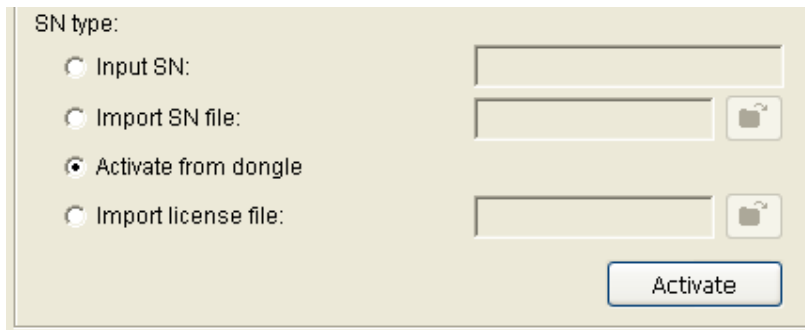 SN type:
Input SN:
Import SN file:
Activate from dongle
Import license file:
Activate